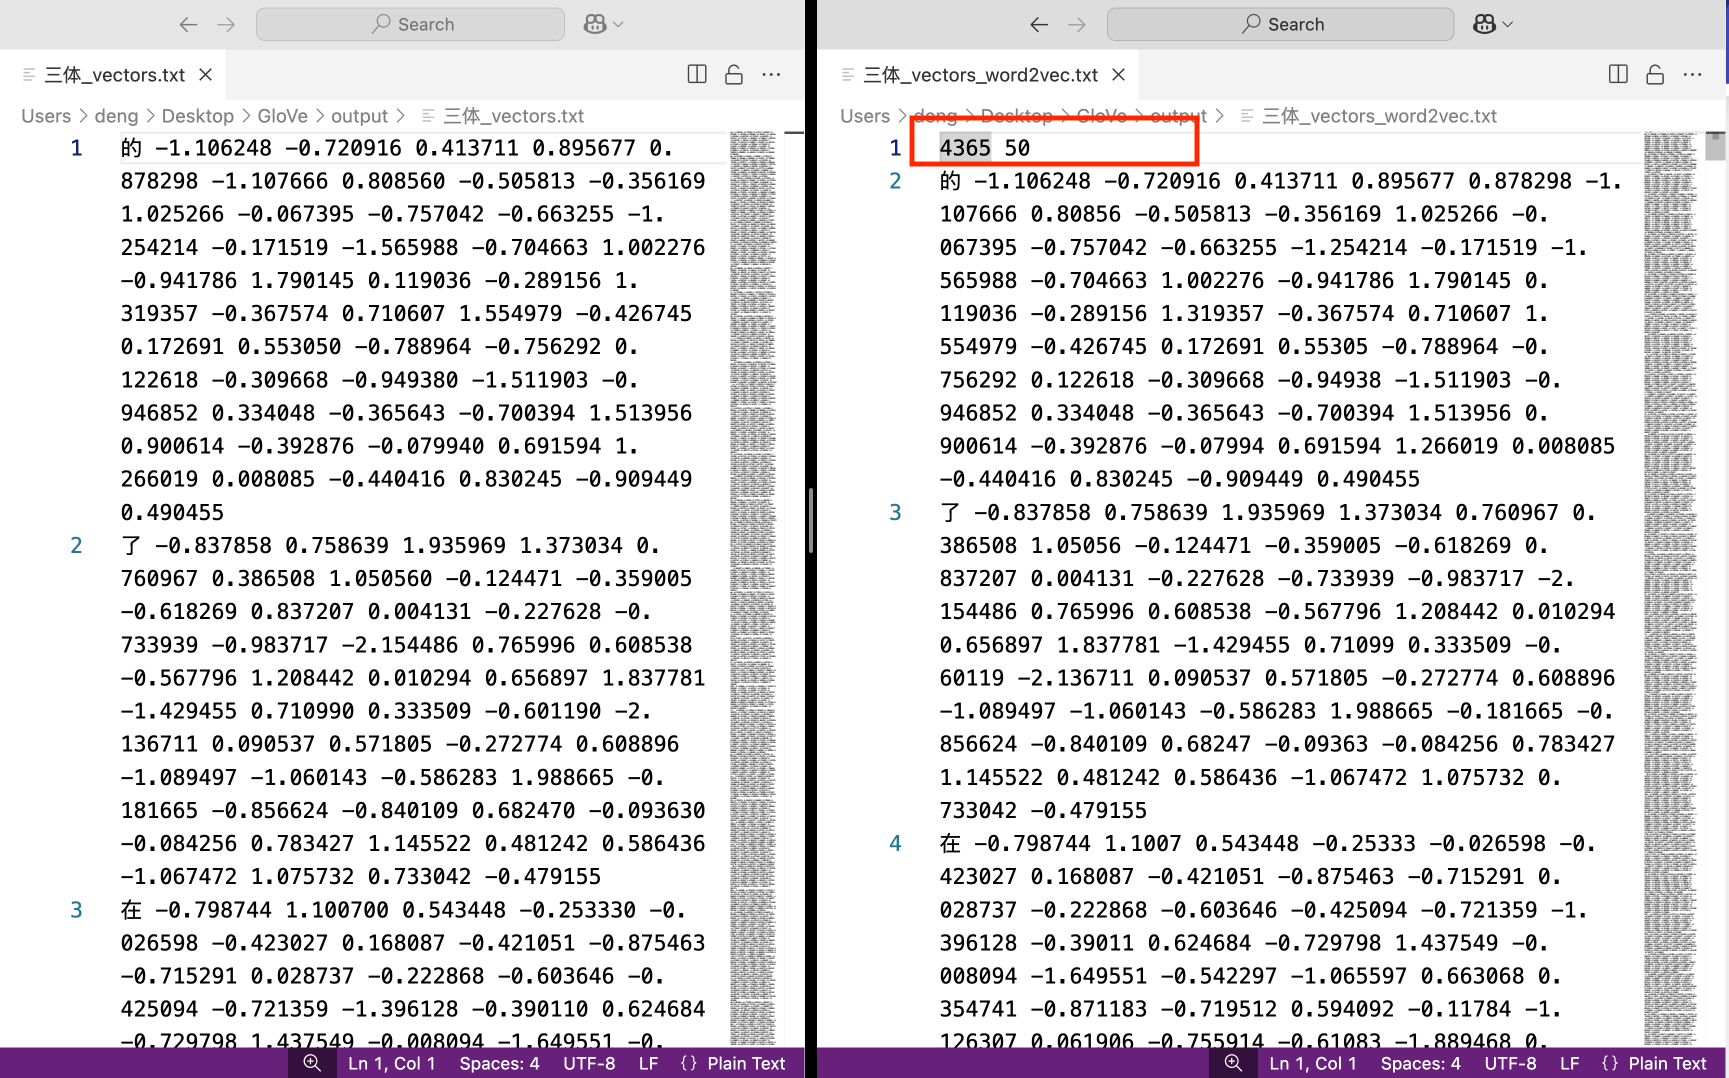 Search
三体_vectors.txt
Users > deng > Desktop > GloVe > output > 三体_vectors.txt
1 的 -1.106248 -0.720916 0.413711 0.895677 0.
878298 -1.107666 0.808560 -0.505813 -0.356169
1.025266 -0.067395 -0.757042 -0.663255 -1.
254214 -0.171519 -1.565988 -0.704663 1.002276
-0.941786 1.790145 0.119036 -0.289156 1.
319357 -0.367574 0.710607 1.554979 -0.426745
0.172691 0.553050 -0.788964 -0.756292 0.
122618 -0.309668 -0.949380 -1.511903 -0.
946852 0.334048 -0.365643 -0.700394 1.513956
0.900614 -0.392876 -0.079940 0.691594 1.
266019 0.008085 -0.440416 0.830245 -0.909449
0.490455
2 了 -0.837858 0.758639 1.935969 1.373034 0.
760967 0.386508 1.050560 -0.124471 -0.359005
-0.618269 0.837207 0.004131 -0.227628 -0.
733939 -0.983717 -2.154486 0.765996 0.608538
-0.567796 1.208442 0.010294 0.656897 1.837781
-1.429455 0.710990 0.333509 -0.601190 -2.
136711 0.090537 0.571805 -0.272774 0.608896
-1.089497 -1.060143 -0.586283 1.988665 -0.
181665 -0.856624 -0.840109 0.682470 -0.093630
-0.084256 0.783427 1.145522 0.481242 0.586436
-1.067472 1.075732 0.733042 -0.479155
3 在 -0.798744 1.100700 0.543448 -0.253330 -0.
026598 -0.423027 0.168087 -0.421051 -0.875463
-0.715291 0.028737 -0.222868 -0.603646 -0.
425094 -0.721359 -1.396128 -0.390110 0.624684
-0.729798 1.437549 -0.008094 -1.649551 -0.
Ln 1, Col 1 Spaces: 4 UTF-8 LF {} Plain Text
Search
三体_vectors_word2vec.txt
Users > deng > Desktop > GloVe > output > 三体_vectors_word2vec.txt
1 4365 50
2 的 -1.106248 -0.720916 0.413711 0.895677 0.878298 -1.
107666 0.80856 -0.505813 -0.356169 1.025266 -0.
067395 -0.757042 -0.663255 -1.254214 -0.171519 -1.
565988 -0.704663 1.002276 -0.941786 1.790145 0.
119036 -0.289156 1.319357 -0.367574 0.710607 1.
554979 -0.426745 0.172691 0.55305 -0.788964 -0.
756292 0.122618 -0.309668 -0.94938 -1.511903 -0.
946852 0.334048 -0.365643 -0.700394 1.513956 0.
900614 -0.392876 -0.07994 0.691594 1.266019 0.008085
-0.440416 0.830245 -0.909449 0.490455
3 了 -0.837858 0.758639 1.935969 1.373034 0.760967 0.
386508 1.05056 -0.124471 -0.359005 -0.618269 0.
837207 0.004131 -0.227628 -0.733939 -0.983717 -2.
154486 0.765996 0.608538 -0.567796 1.208442 0.010294
0.656897 1.837781 -1.429455 0.71099 0.333509 -0.
60119 -2.136711 0.090537 0.571805 -0.272774 0.608896
-1.089497 -1.060143 -0.586283 1.988665 -0.181665 -0.
856624 -0.840109 0.68247 -0.09363 -0.084256 0.783427
1.145522 0.481242 0.586436 -1.067472 1.075732 0.
733042 -0.479155
4 在 -0.798744 1.1007 0.543448 -0.25333 -0.026598 -0.
423027 0.168087 -0.421051 -0.875463 -0.715291 0.
028737 -0.222868 -0.603646 -0.425094 -0.721359 -1.
396128 -0.39011 0.624684 -0.729798 1.437549 -0.
008094 -1.649551 -0.542297 -1.065597 0.663068 0.
354741 -0.871183 -0.719512 0.594092 -0.11784 -1.
126307 0.061906 -0.755914 -0.61083 -1.889468 0.
Ln 1, Col 1 Spaces: 4 UTF-8 LF {} Plain Text